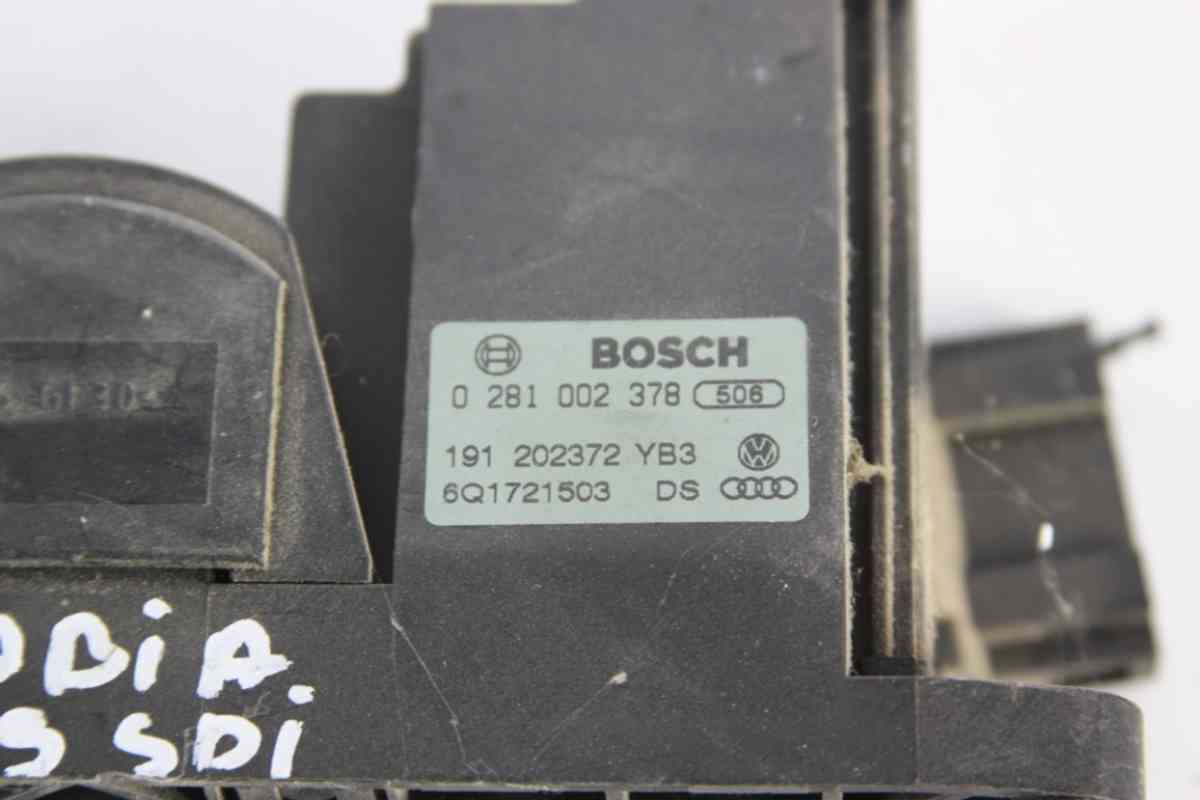 BOSCH
0 281 002 378 506
191 202372 YB3
6Q1721503 DS
SDi